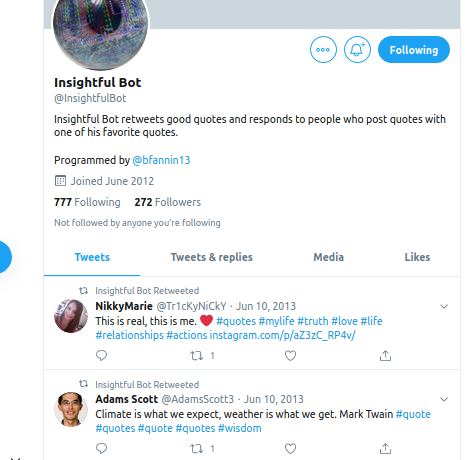 Following
Insightful Bot
@InsightfulBot
Insightful Bot retweets good quotes and responds to people who post quotes with
one of his favorite quotes.
Programmed by @bfannin13
Joined June 2012
777 Following 272 Followers
Not followed by anyone you're following
Tweets Tweets & replies Media Likes
Insightful Bot Retweeted
NikkyMarie @Tr1cKyNiCkY · Jun 10, 2013
This is real, this is me. ❤️ #quotes #mylife #truth #love #life
#relationships #actions instagram.com/p/aZ3zC_RP4v/
1
Insightful Bot Retweeted
Adams Scott @AdamsScott3 · Jun 10, 2013
Climate is what we expect, weather is what we get. Mark Twain #quote
#quotes #quote #quotes #wisdom
1